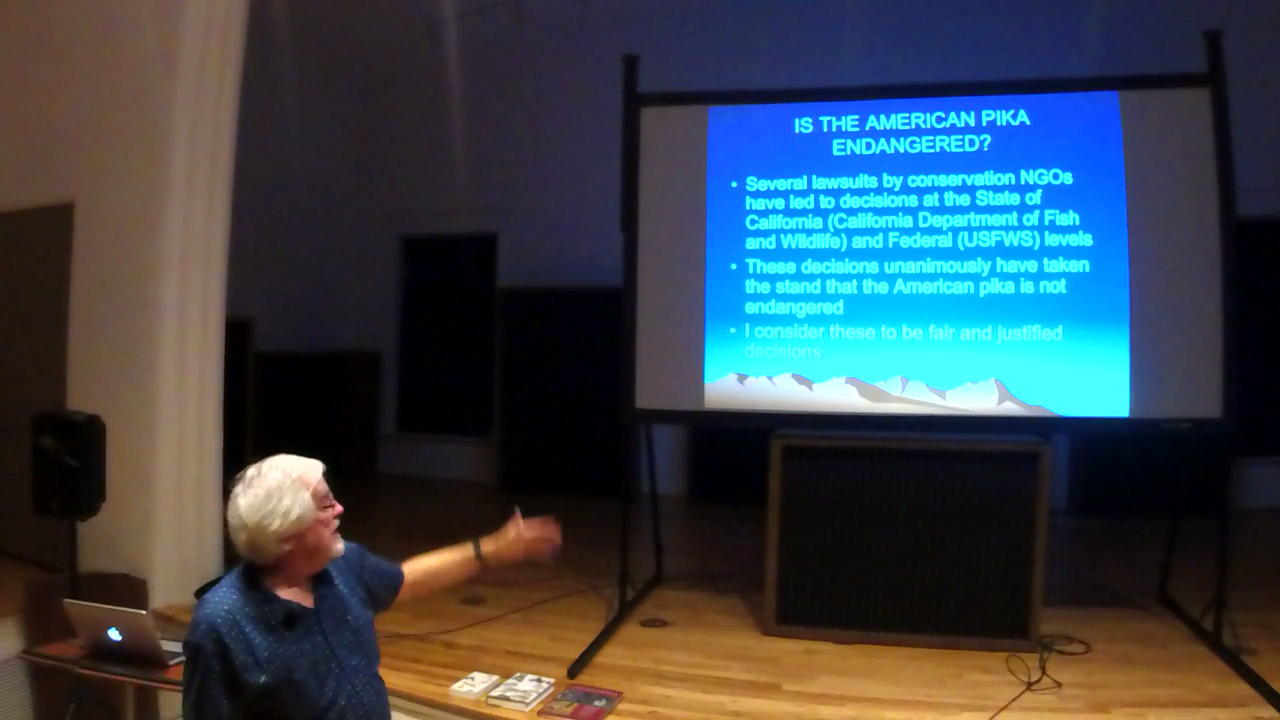 IS THE AMERICAN PIKA
ENDANGERED?
• Several lawsuits by conservation NGOs
have led to decisions at the State of
California (California Department of Fish
and Wildlife) and Federal (USFWS) levels
• These decisions unanimously have taken
the stand that the American pika is not
endangered
• I consider these to be fair and justified
decisions